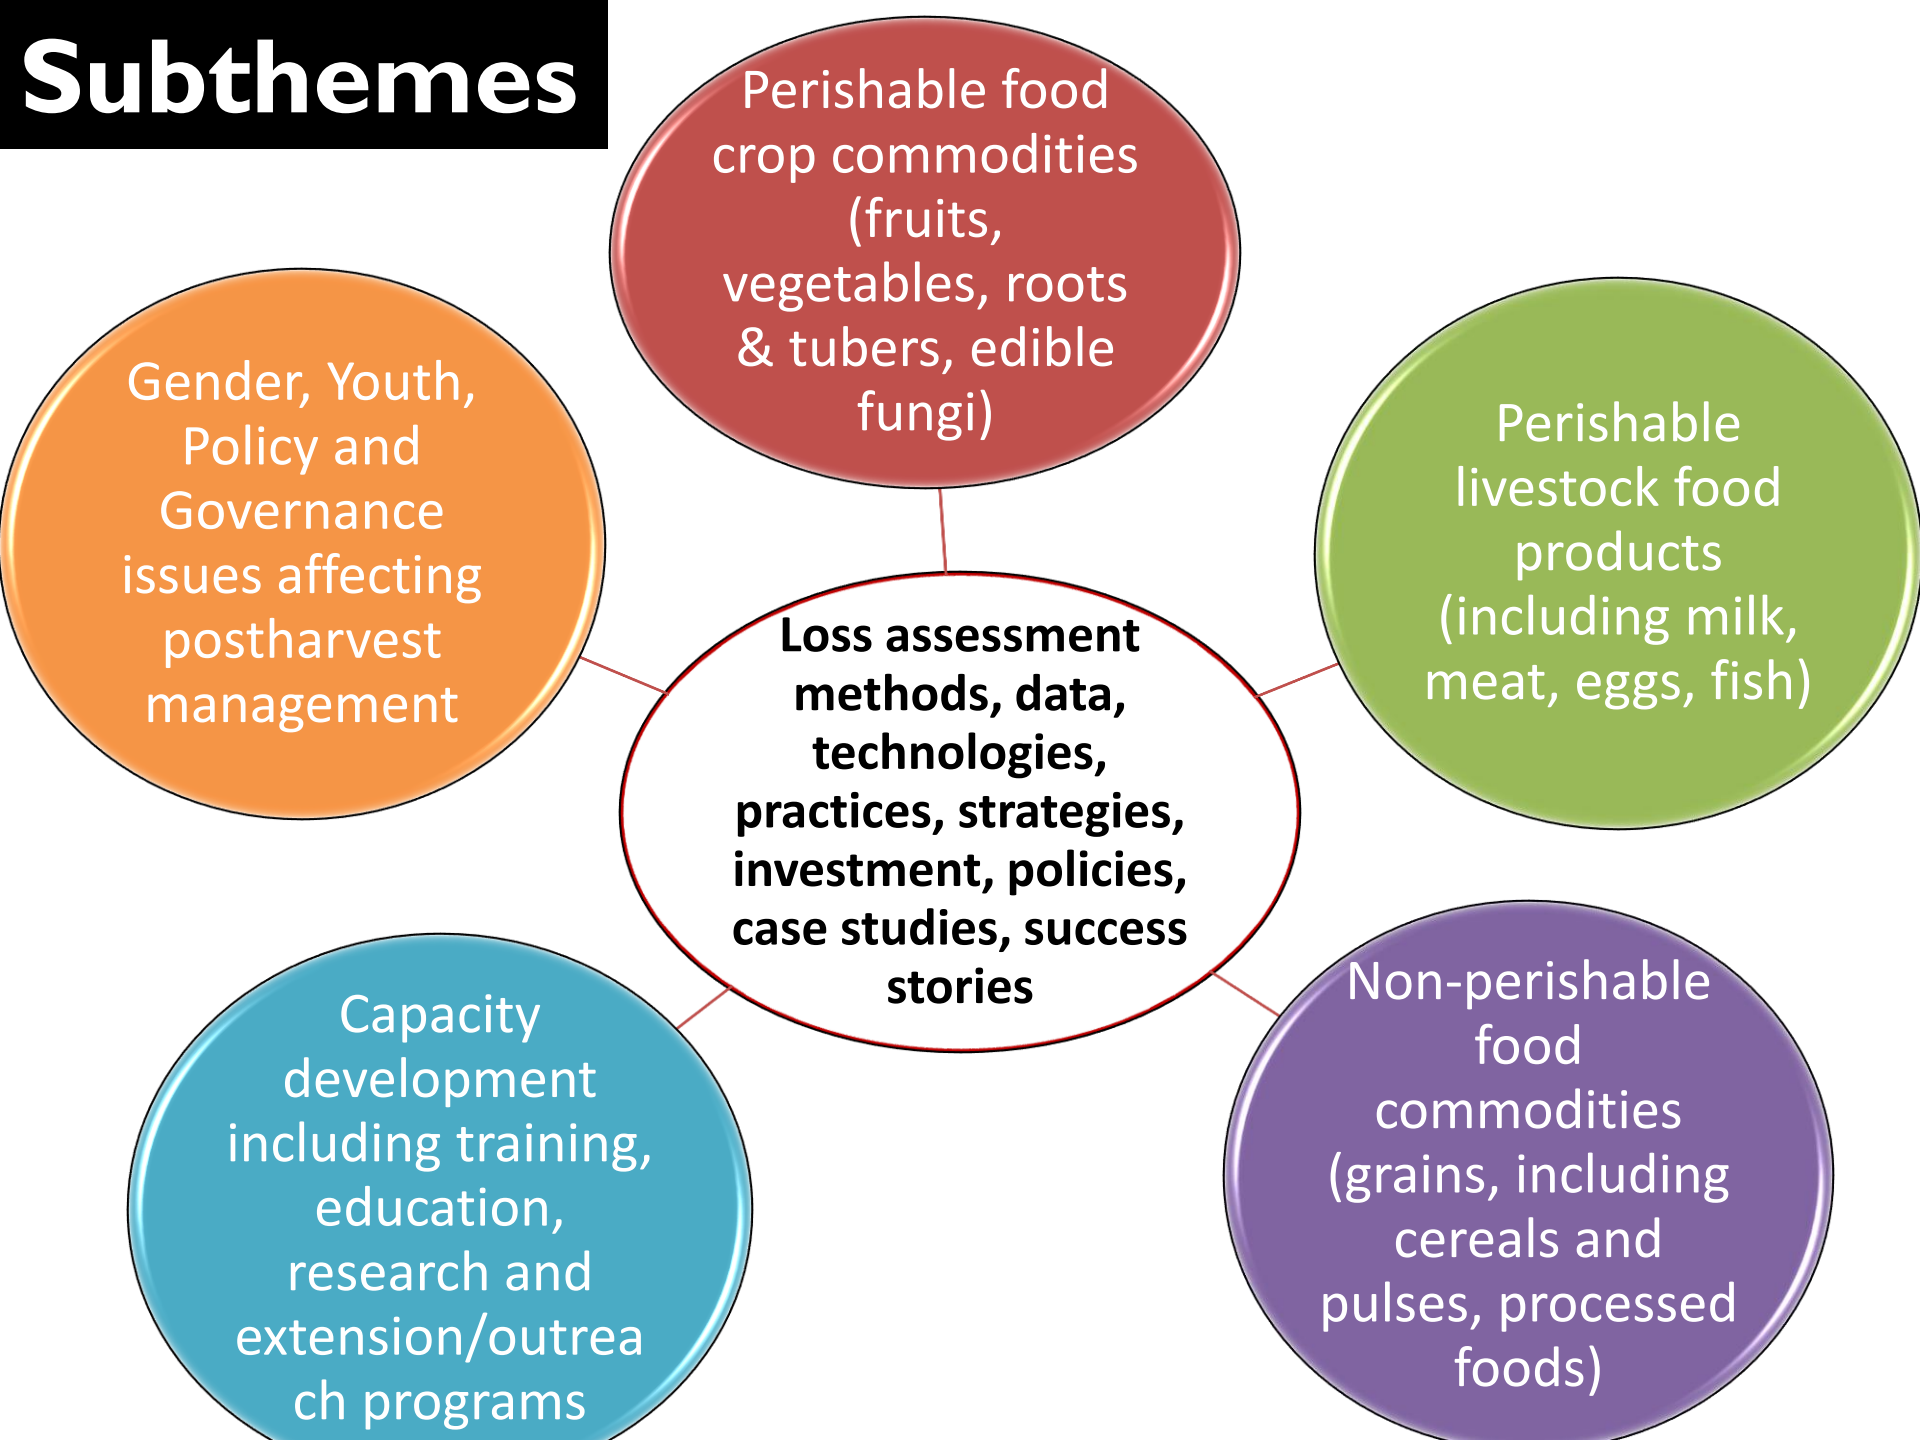 Subthemes
Perishable food
crop commodities
(fruits,
vegetables, roots
& tubers, edible
fungi)
Gender, Youth,
Policy and
Governance
issues affecting
postharvest
management
Perishable
livestock food
products
(including milk,
meat, eggs, fish)
Loss assessment
methods, data,
technologies,
practices, strategies,
investment, policies,
case studies, success
stories
Capacity
development
including training,
education,
research and
extension/outrea
ch programs
Non-perishable
food
commodities
(grains, including
cereals and
pulses, processed
foods)